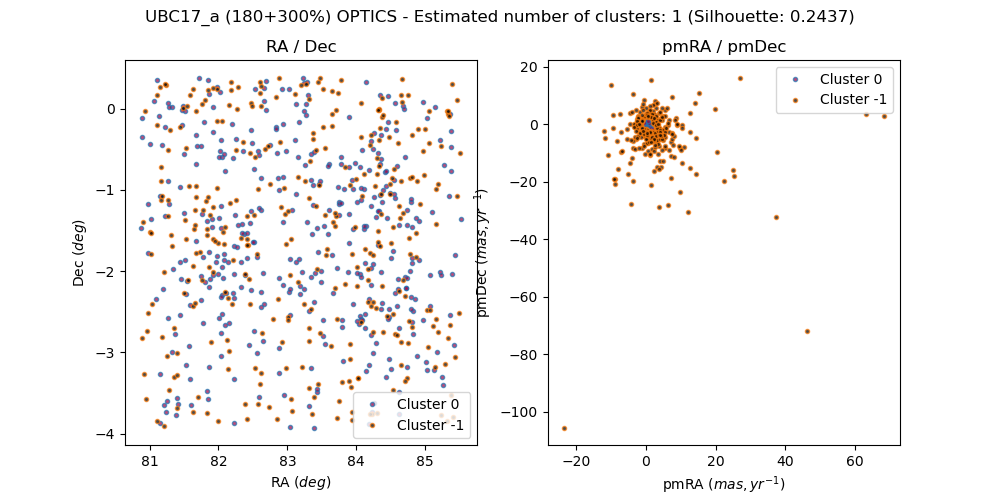 UBC17_a (180+300%) OPTICS - Estimated number of clusters: 1 (Silhouette: 0.2437)
RA / Dec
0
−1
−2
−3
−4
Dec (deg)
81
82
83
84
85
RA (deg)
Cluster 0
Cluster -1
pmRA / pmDec
20
0
−20
−40
−60
−80
−100
pmDec (mas, yr⁻¹)
−20
0
20
40
60
pmRA (mas, yr⁻¹)
Cluster 0
Cluster -1